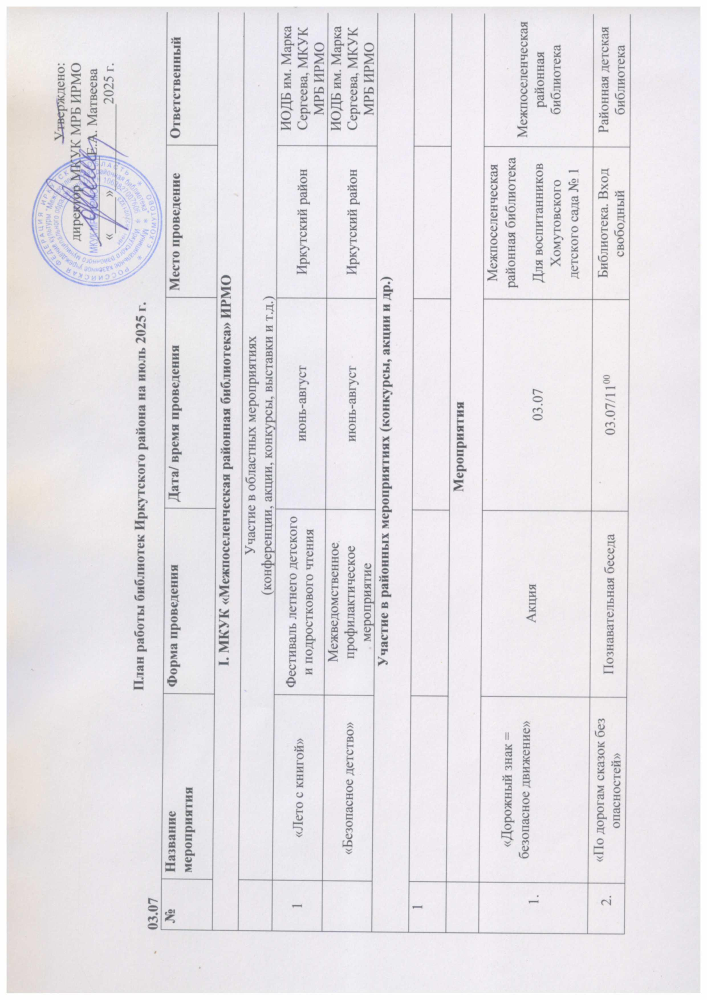 Утверждено:
директор МКУК МРБ ИРМО
Е.А. Матвеева
«_____» _____________ 2025 г.
РОССИЙСКАЯ ФЕДЕРАЦИЯ ИРКУТСКАЯ ОБЛАСТЬ * с.ХОМУТОВО *
План работы библиотек Иркутского района на июль 2025 г.
03.07
№
Название
мероприятия
Форма проведения
Дата/ время проведения
Место проведение
Ответственный
I. МКУК «Межпоселенческая районная библиотека» ИРМО
Участие в областных мероприятиях
(конференции, акции, конкурсы, выставки и т.д.)
1
«Лето с книгой»
Фестиваль летнего детского
и подросткового чтения
июнь-август
Иркутский район
ИОДБ им. Марка
Сергеева, МКУК
МРБ ИРМО
«Безопасное детство»
Межведомственное
профилактическое
мероприятие
июнь-август
Иркутский район
ИОДБ им. Марка
Сергеева, МКУК
МРБ ИРМО
Участие в районных мероприятиях (конкурсы, акции и др.)
1
Мероприятия
1.
«Дорожный знак =
безопасное движение»
Акция
03.07
Межпоселенческая
районная библиотека
Для воспитанников
Хомутовского
детского сада № 1
Межпоселенческая
районная
библиотека
2.
«По дорогам сказок без
опасностей»
Познавательная беседа
03.07/11⁰⁰
Библиотека. Вход
свободный
Районная детская
библиотека